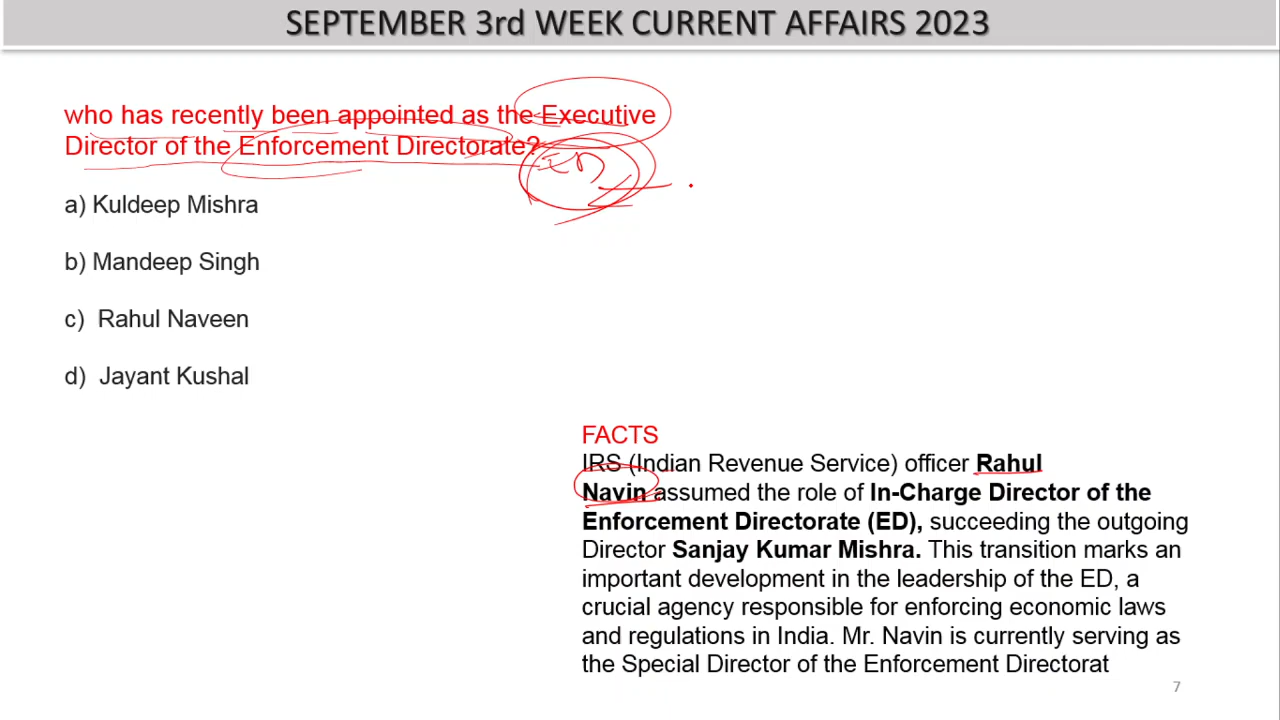 SEPTEMBER 3rd WEEK CURRENT AFFAIRS 2023
who has recently been appointed as the Executive
Director of the Enforcement Directorate?
ED
a) Kuldeep Mishra
b) Mandeep Singh
c) Rahul Naveen
d) Jayant Kushal
FACTS
IRS (Indian Revenue Service) officer Rahul
Navin assumed the role of In-Charge Director of the
Enforcement Directorate (ED), succeeding the outgoing
Director Sanjay Kumar Mishra. This transition marks an
important development in the leadership of the ED, a
crucial agency responsible for enforcing economic laws
and regulations in India. Mr. Navin is currently serving as
the Special Director of the Enforcement Directorat
7